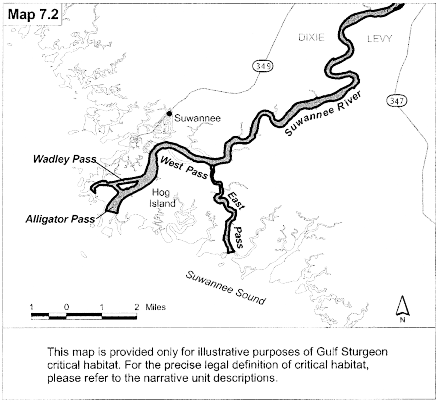 Map 7.2
DIXIE
LEVY
349
347
Suwannee
Suwannee River
Wadley Pass
West Pass
Hog
Island
East
Pass
Alligator Pass
Suwannee Sound
1 0 1 2 Miles
N
This map is provided only for illustrative purposes of Gulf Sturgeon
critical habitat. For the precise legal definition of critical habitat,
please refer to the narrative unit descriptions.